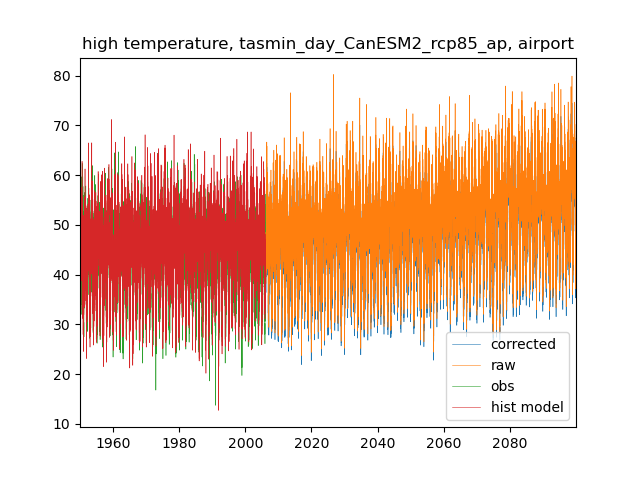 high temperature, tasmin_day_CanESM2_rcp85_ap, airport
80
70
60
50
40
30
20
10
1960 1980 2000 2020 2040 2060 2080
corrected
raw
obs
hist model